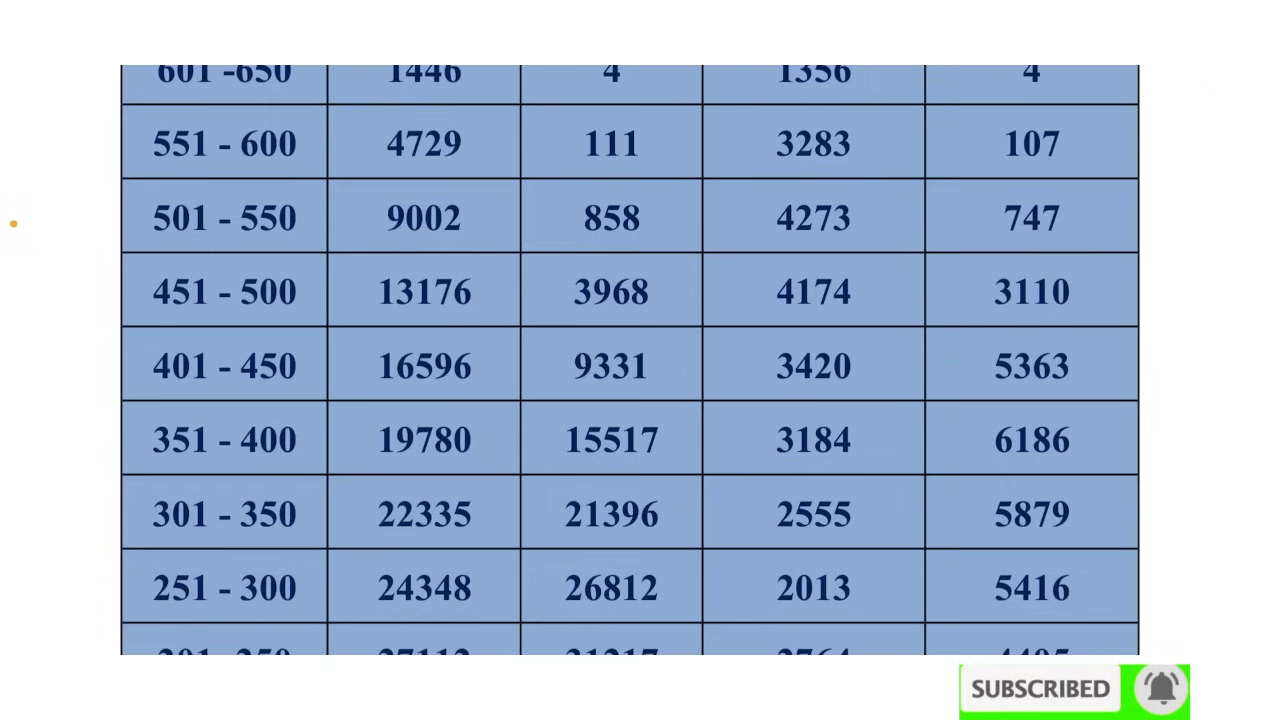 601 -650 1446 4 1356 4
551 - 600 4729 111 3283 107
501 - 550 9002 858 4273 747
451 - 500 13176 3968 4174 3110
401 - 450 16596 9331 3420 5363
351 - 400 19780 15517 3184 6186
301 - 350 22335 21396 2555 5879
251 - 300 24348 26812 2013 5416
SUBSCRIBED